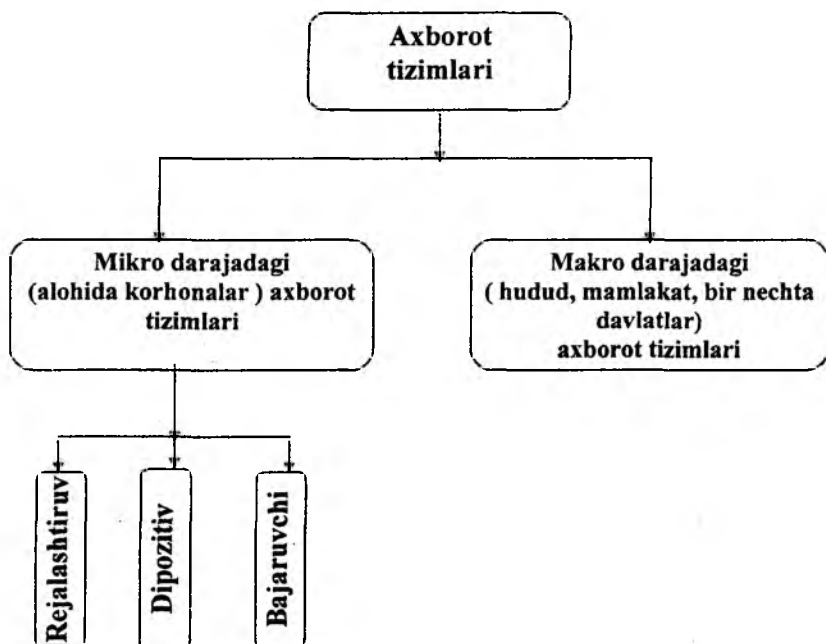 Axborot
tizimlari
Mikro darajadagi
(alohida korhonalar ) axborot
tizimlari
Makro darajadagi
( hudud, mamlakat, bir nechta
davlatlar)
axborot tizimlari
Rejalashtiruv
Dipozitiv
Bajaruvchi